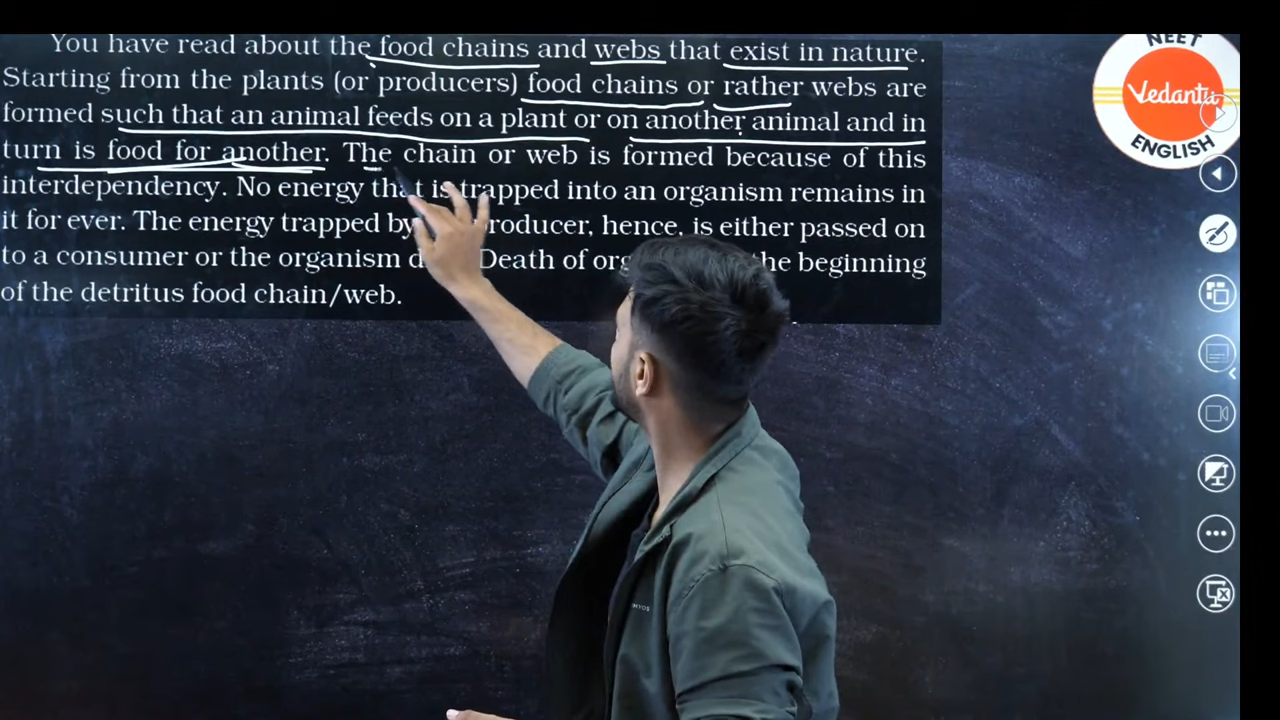 You have read about the food chains and webs that exist in nature.
Starting from the plants (or producers) food chains or rather webs are
formed such that an animal feeds on a plant or on another animal and in
turn is food for another. The chain or web is formed because of this
interdependency. No energy that is trapped into an organism remains in
it for ever. The energy trapped by producer, hence, is either passed on
to a consumer or the organism Death of the beginning
of the detritus food chain/web.
NEET
Vedantu
ENGLISH